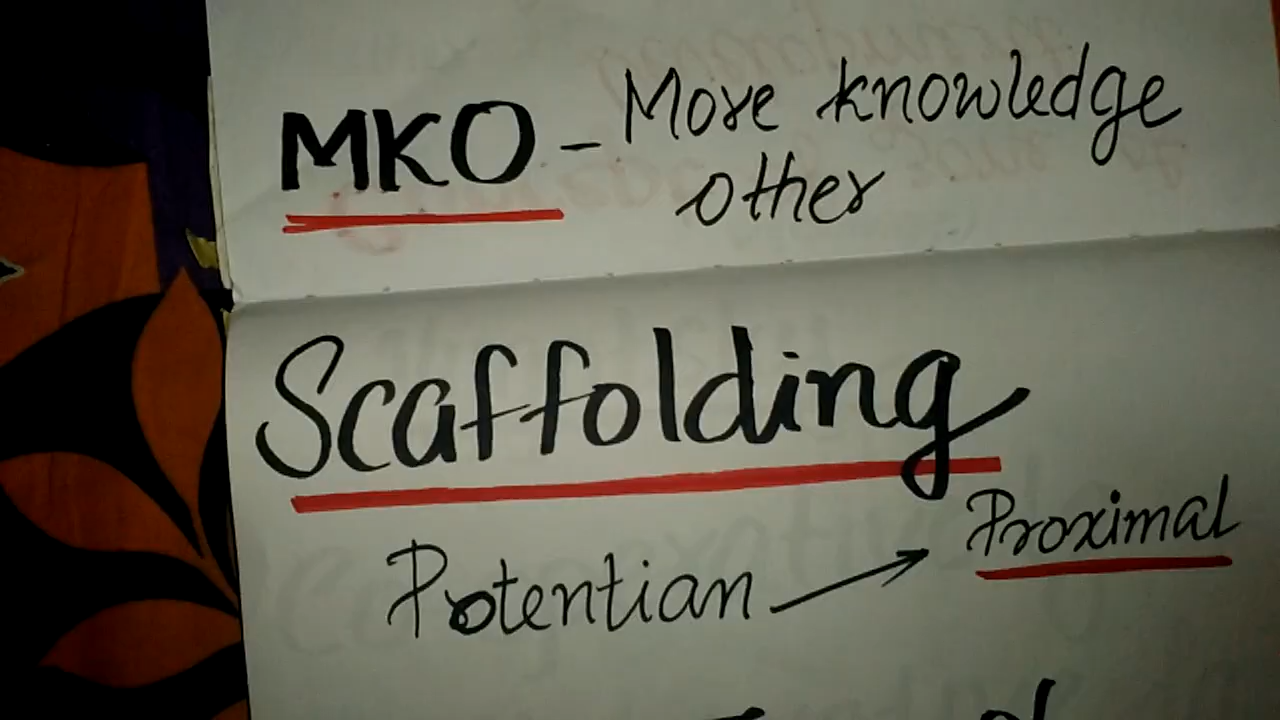 MKO - More knowledge
other
Scaffolding
Potentian → Proximal